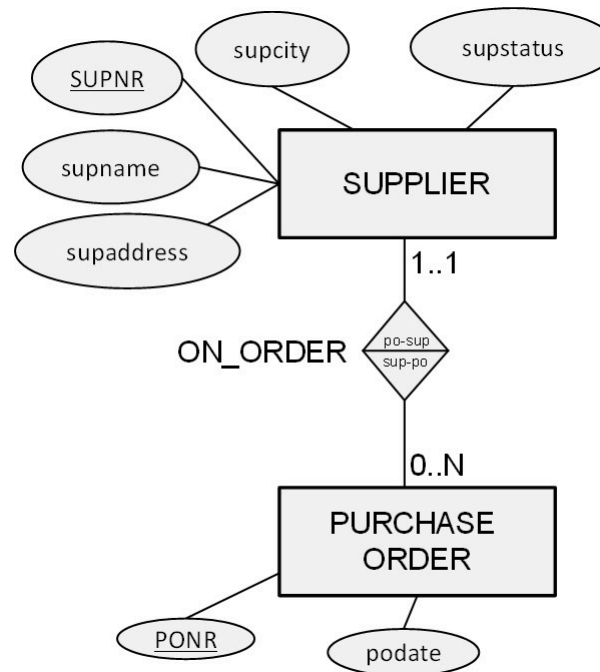 supcity
supstatus
SUPNR
supname
supaddress
SUPPLIER
1..1
ON_ORDER
po-sup
sup-po
0..N
PURCHASE
ORDER
PONR
podate